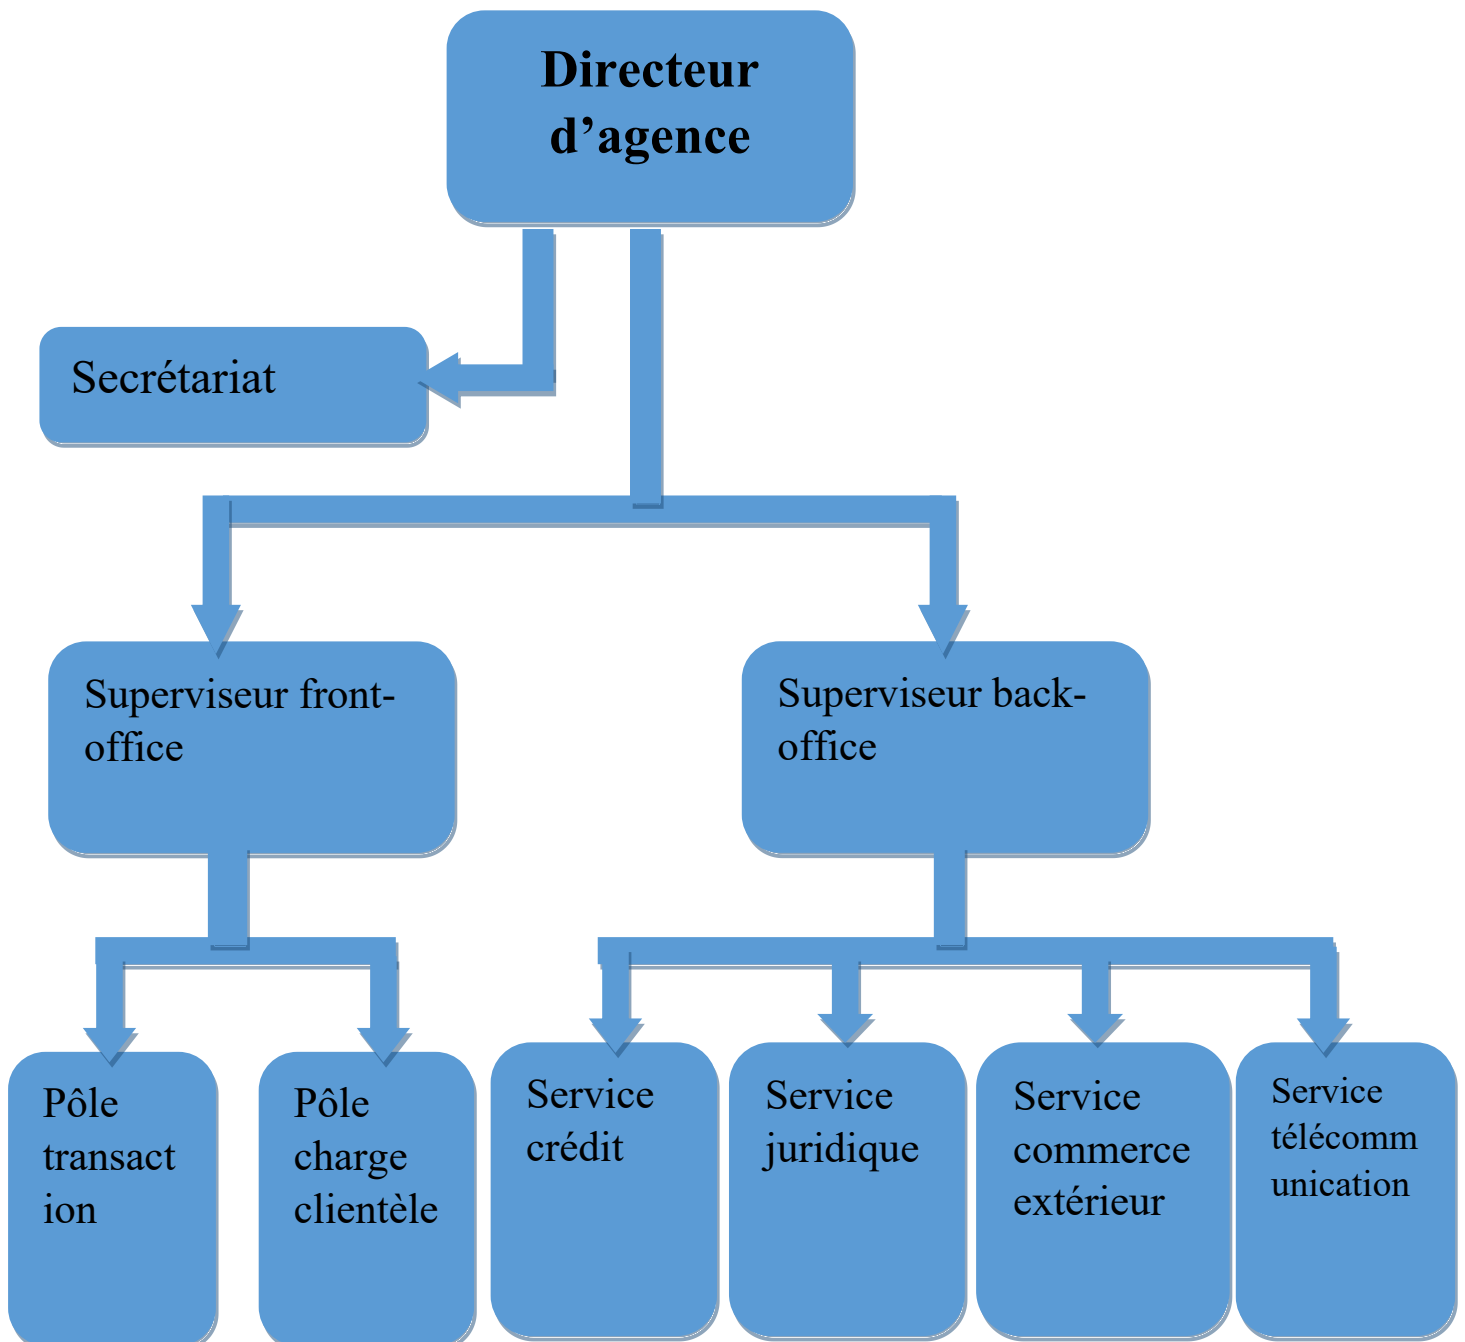 Directeur
d’agence
Secrétariat
Superviseur front-
office
Superviseur back-
office
Pôle
transact
ion
Pôle
charge
clientèle
Service
crédit
Service
juridique
Service
commerce
extérieur
Service
télécomm
unication